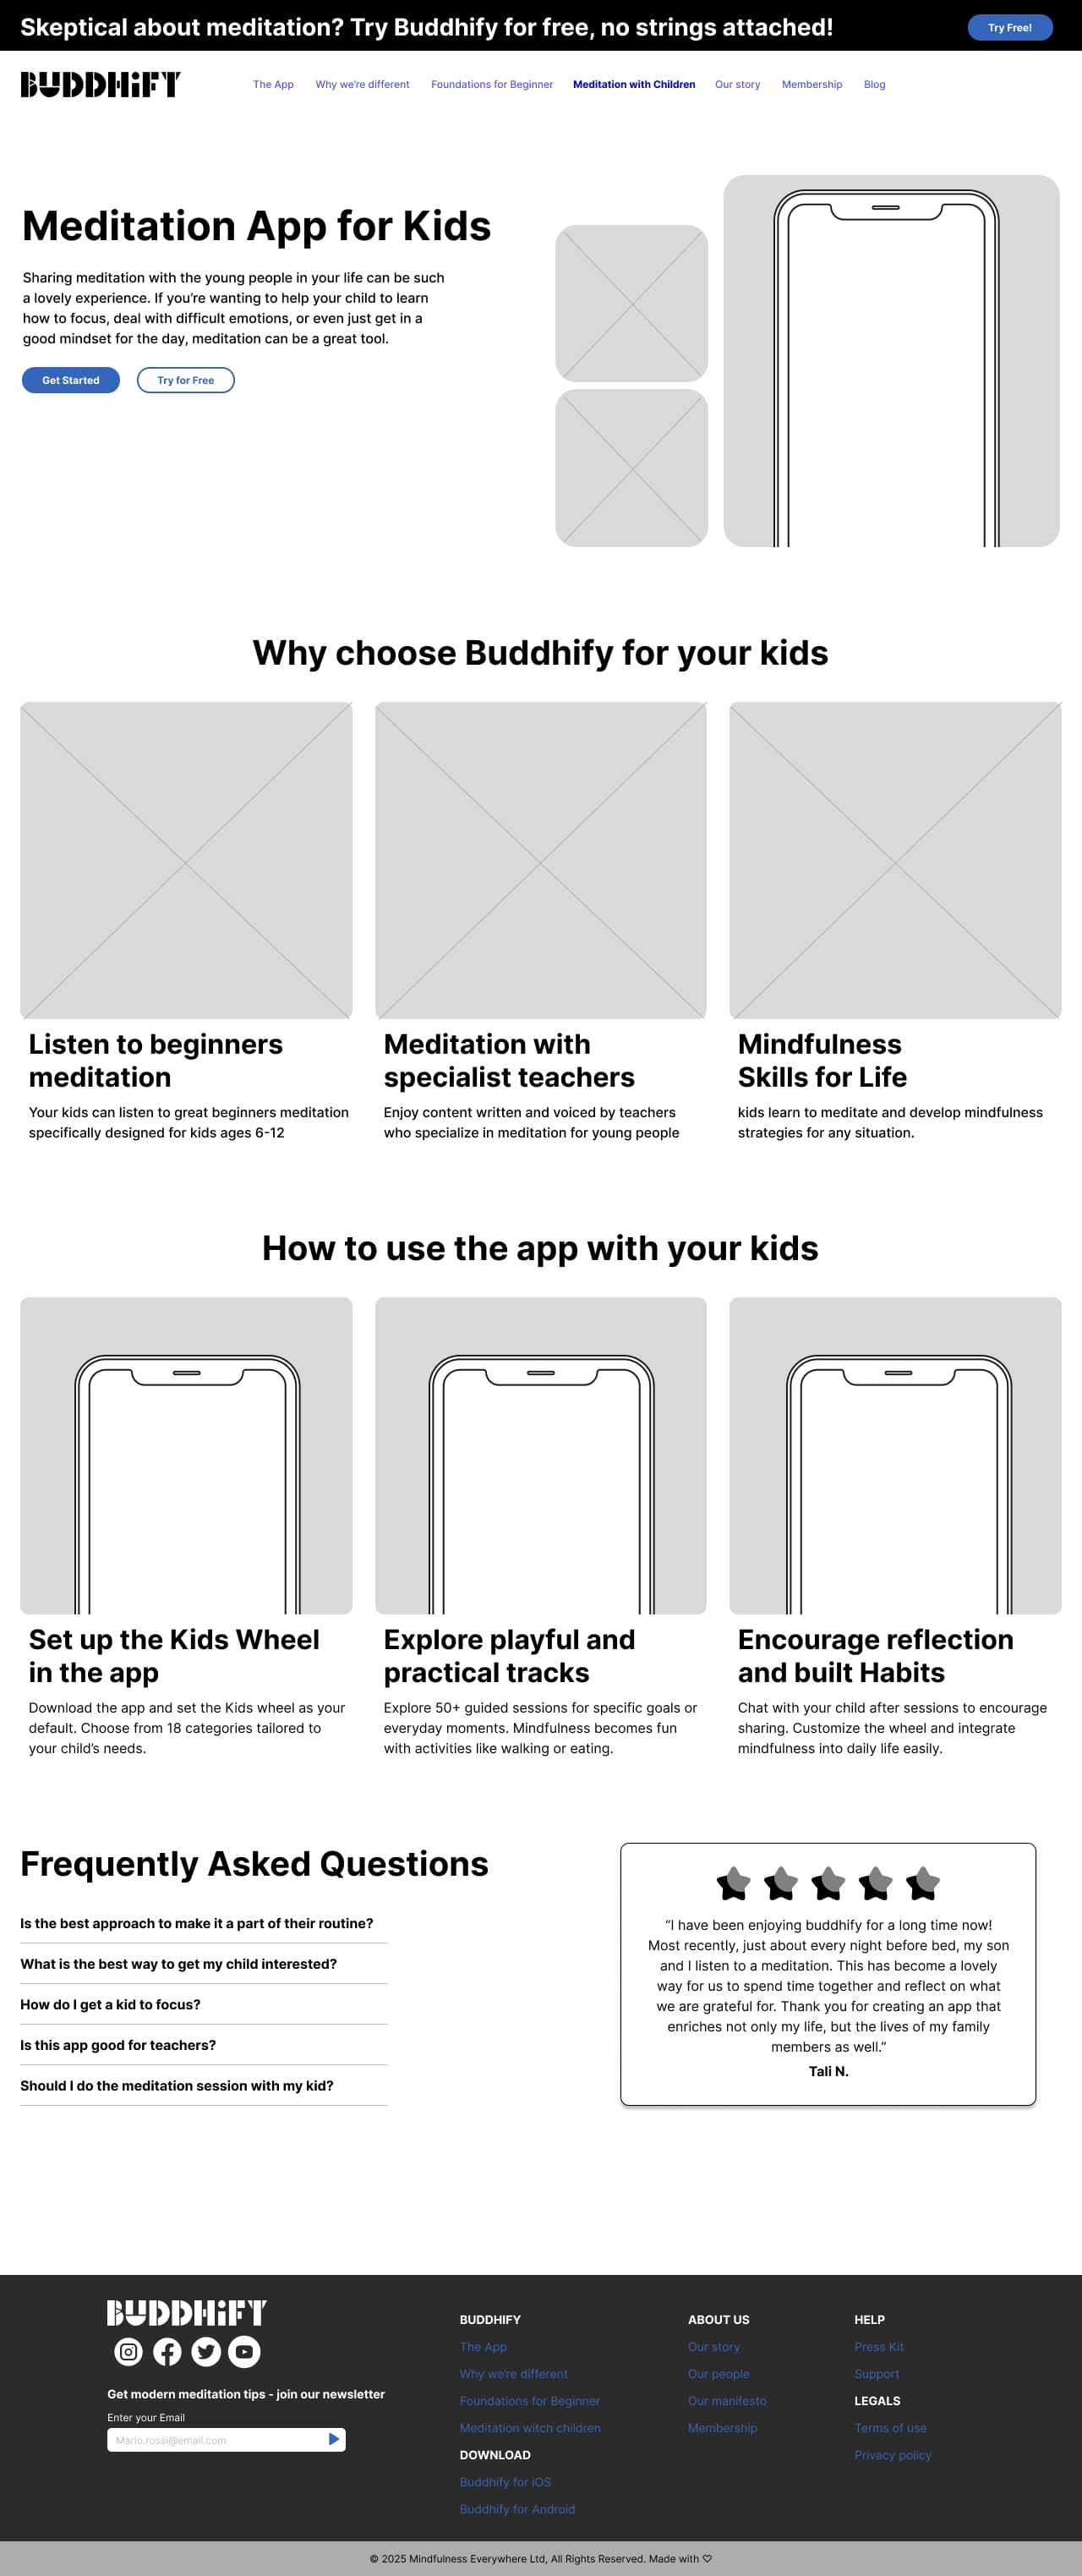 Skeptical about meditation? Try Buddhify for free, no strings attached!
Try Free!
BUDDHiFT
The App
Why we're different
Foundations for Beginner
Meditation with Children
Our story
Membership
Blog
Meditation App for Kids
Sharing meditation with the young people in your life can be such
a lovely experience. If you’re wanting to help your child to learn
how to focus, deal with difficult emotions, or even just get in a
good mindset for the day, meditation can be a great tool.
Get Started
Try for Free
Why choose Buddhify for your kids
Listen to beginners
meditation
Your kids can listen to great beginners meditation
specifically designed for kids ages 6-12
Meditation with
specialist teachers
Enjoy content written and voiced by teachers
who specialize in meditation for young people
Mindfulness
Skills for Life
kids learn to meditate and develop mindfulness
strategies for any situation.
How to use the app with your kids
Set up the Kids Wheel
in the app
Download the app and set the Kids wheel as your
default. Choose from 18 categories tailored to
your child’s needs.
Explore playful and
practical tracks
Explore 50+ guided sessions for specific goals or
everyday moments. Mindfulness becomes fun
with activities like walking or eating.
Encourage reflection
and built Habits
Chat with your child after sessions to encourage
sharing. Customize the wheel and integrate
mindfulness into daily life easily.
Frequently Asked Questions
Is the best approach to make it a part of their routine?
What is the best way to get my child interested?
How do I get a kid to focus?
Is this app good for teachers?
Should I do the meditation session with my kid?
“I have been enjoying buddhify for a long time now!
Most recently, just about every night before bed, my son
and I listen to a meditation. This has become a lovely
way for us to spend time together and reflect on what
we are grateful for. Thank you for creating an app that
enriches not only my life, but the lives of my family
members as well.”
Tali N.
BUDDHiFT
Get modern meditation tips - join our newsletter
Enter your Email
Mario.rossi@email.com
BUDDHIFY
The App
Why we're different
Foundations for Beginner
Meditation witch children
DOWNLOAD
Buddhify for iOS
Buddhify for Android
ABOUT US
Our story
Our people
Our manifesto
Membership
HELP
Press Kit
Support
LEGALS
Terms of use
Privacy policy
© 2025 Mindfulness Everywhere Ltd, All Rights Reserved. Made with ♡